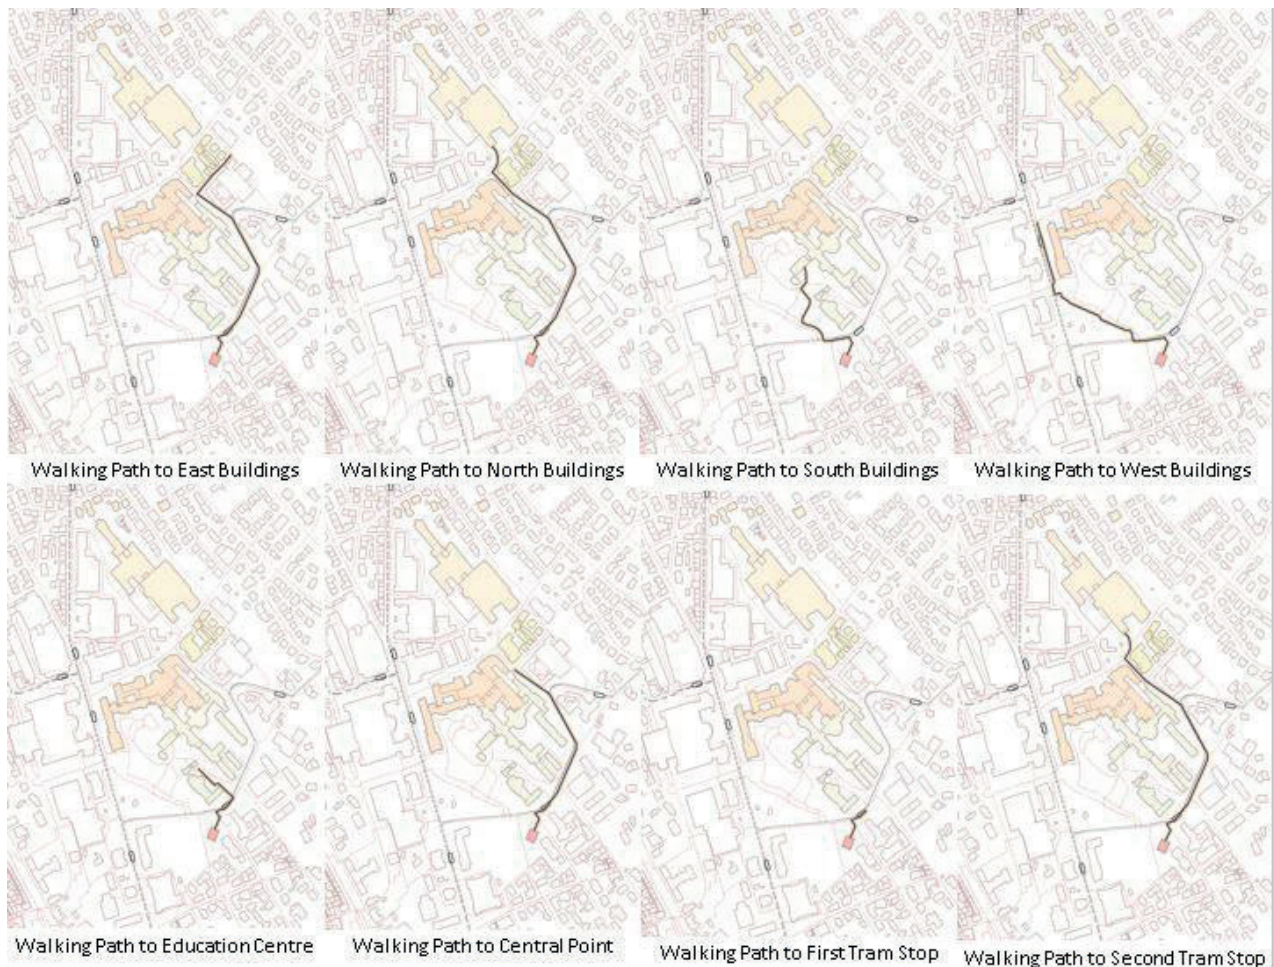 Walking Path to East Buildings
Walking Path to North Buildings
Walking Path to South Buildings
Walking Path to West Buildings
Walking Path to Education Centre
Walking Path to Central Point
Walking Path to First Tram Stop
Walking Path to Second Tram Stop